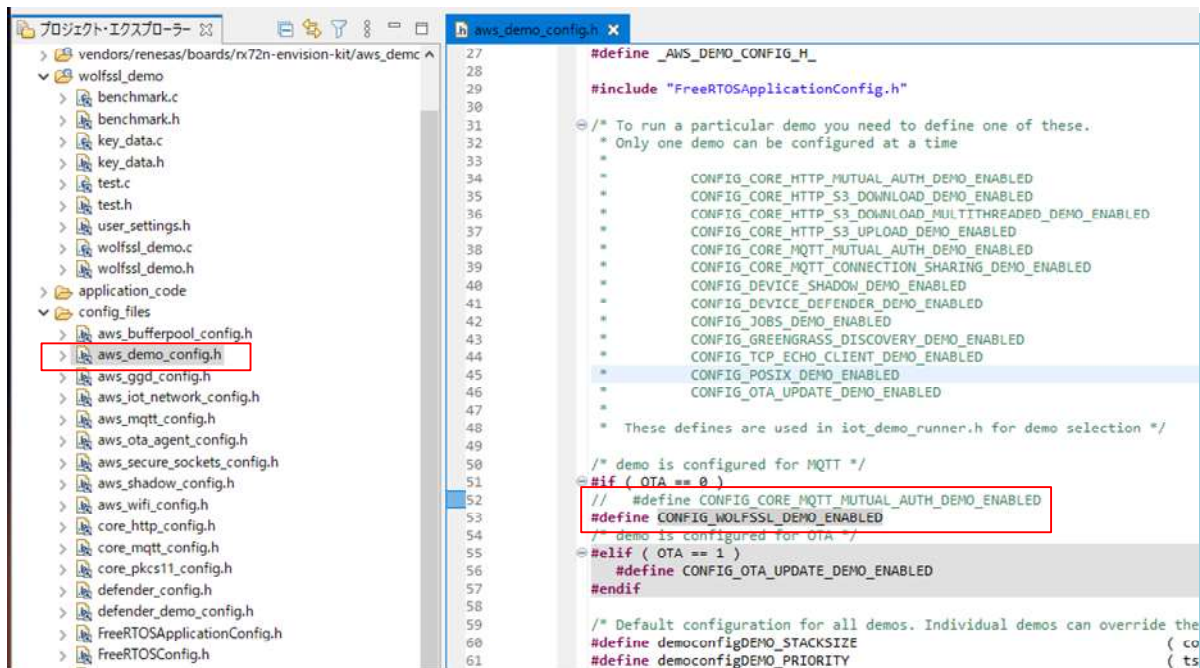 プロジェクト・エクスプローラー
vendors/renesas/boards/rx72n-envision-kit/aws_demc
wolfssl_demo
benchmark.c
benchmark.h
key_data.c
key_data.h
test.c
test.h
user_settings.h
wolfssl_demo.c
wolfssl_demo.h
application_code
config_files
aws_bufferpool_config.h
aws_demo_config.h
aws_ggd_config.h
aws_iot_network_config.h
aws_mqtt_config.h
aws_ota_agent_config.h
aws_secure_sockets_config.h
aws_shadow_config.h
aws_wifi_config.h
core_http_config.h
core_mqtt_config.h
core_pkcs11_config.h
defender_config.h
defender_demo_config.h
FreeRTOSApplicationConfig.h
FreeRTOSConfig.h
aws_demo_config.h
27 #define _AWS_DEMO_CONFIG_H_
28
29 #include "FreeRTOSApplicationConfig.h"
30
31 /* To run a particular demo you need to define one of these.
32 * Only one demo can be configured at a time
33 *
34 * CONFIG_CORE_HTTP_MUTUAL_AUTH_DEMO_ENABLED
35 * CONFIG_CORE_HTTP_S3_DOWNLOAD_DEMO_ENABLED
36 * CONFIG_CORE_HTTP_S3_DOWNLOAD_MULTITHREADED_DEMO_ENABLED
37 * CONFIG_CORE_HTTP_S3_UPLOAD_DEMO_ENABLED
38 * CONFIG_CORE_MQTT_MUTUAL_AUTH_DEMO_ENABLED
39 * CONFIG_CORE_MQTT_CONNECTION_SHARING_DEMO_ENABLED
40 * CONFIG_DEVICE_SHADOW_DEMO_ENABLED
41 * CONFIG_DEVICE_DEFENDER_DEMO_ENABLED
42 * CONFIG_JOBS_DEMO_ENABLED
43 * CONFIG_GREENGRASS_DISCOVERY_DEMO_ENABLED
44 * CONFIG_TCP_ECHO_CLIENT_DEMO_ENABLED
45 * CONFIG_POSIX_DEMO_ENABLED
46 * CONFIG_OTA_UPDATE_DEMO_ENABLED
47 *
48 * These defines are used in iot_demo_runner.h for demo selection */
49
50 /* demo is configured for MQTT */
51 #if ( OTA == 0 )
52 // #define CONFIG_CORE_MQTT_MUTUAL_AUTH_DEMO_ENABLED
53 #define CONFIG_WOLFSSL_DEMO_ENABLED
54 /* demo is configured for OTA */
55 #elif ( OTA == 1 )
56 #define CONFIG_OTA_UPDATE_DEMO_ENABLED
57 #endif
58
59 /* Default configuration for all demos. Individual demos can override the
60 #define democonfigDEMO_STACKSIZE ( co
61 #define democonfigDEMO_PRIORITY ( ts